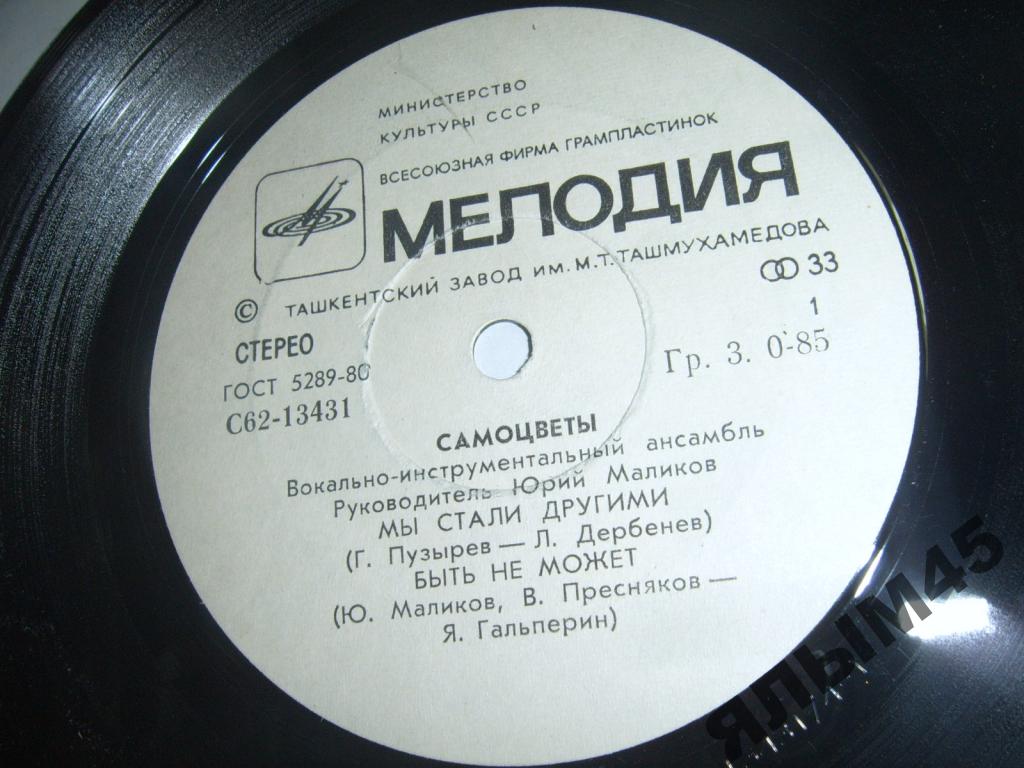 МИНИСТЕРСТВО
КУЛЬТУРЫ СССР
ВСЕСОЮЗНАЯ ФИРМА ГРАМПЛАСТИНОК
МЕЛОДИЯ
© ТАШКЕНТСКИЙ ЗАВОД ИМ. М.Т.ТАШМУХАМЕДОВА
СТЕРЕО
33
ГОСТ 5289-80
1
С62-13431
Гр. 3. 0-85
САМОЦВЕТЫ
Вокально-инструментальный ансамбль
Руководитель Юрий Маликов
МЫ СТАЛИ ДРУГИМИ
(Г. Пузырев — Л. Дербенев)
БЫТЬ НЕ МОЖЕТ
(Ю. Маликов, В. Пресняков —
Я. Гальперин)
ЯЛЫМ45